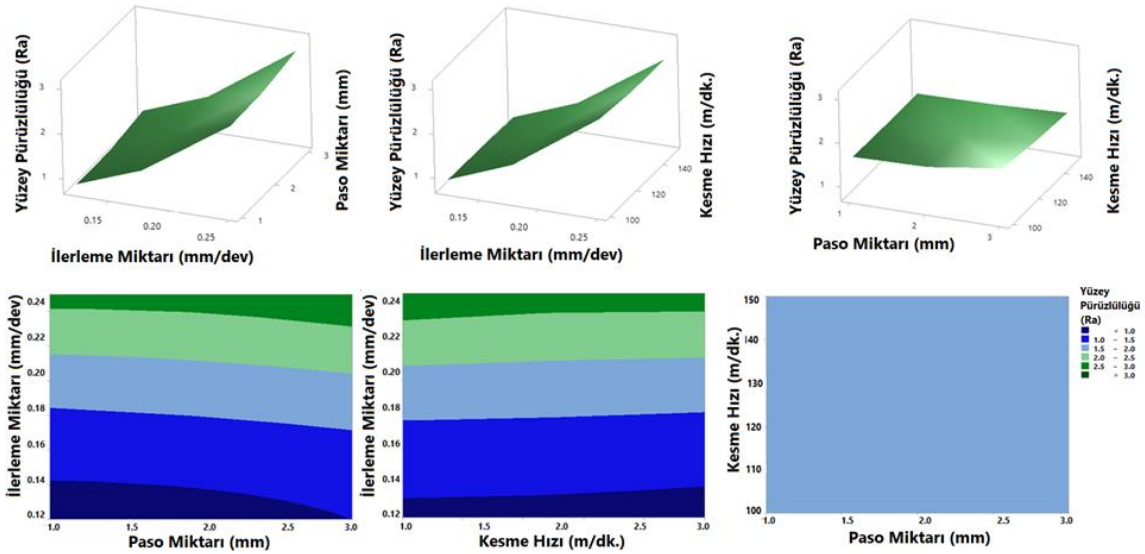 Yüzey Pürüzlülüğü (Ra)
3
2
1
0.15
0.20
0.25
İlerleme Miktarı (mm/dev)
1
2
3
Paso Miktarı (mm)
Yüzey Pürüzlülüğü (Ra)
3
2
1
0.15
0.20
0.25
İlerleme Miktarı (mm/dev)
100
120
140
Kesme Hızı (m/dk.)
Yüzey Pürüzlülüğü (Ra)
3
2
1
1
2
3
Paso Miktarı (mm)
100
120
140
Kesme Hızı (m/dk.)
İlerleme Miktarı (mm/dev)
0.24
0.22
0.20
0.18
0.16
0.14
0.12
1.0 1.5 2.0 2.5 3.0
Paso Miktarı (mm)
İlerleme Miktarı (mm/dev)
0.24
0.22
0.20
0.18
0.16
0.14
0.12
1.0 1.5 2.0 2.5 3.0
Kesme Hızı (m/dk.)
Kesme Hızı (m/dk.)
150
140
130
120
110
100
1.0 1.5 2.0 2.5 3.0
Paso Miktarı (mm)
Yüzey
Pürüzlülüğü
(Ra)
< 1.0
1.0 – 1.5
1.5 – 2.0
2.0 – 2.5
2.5 – 3.0
> 3.0